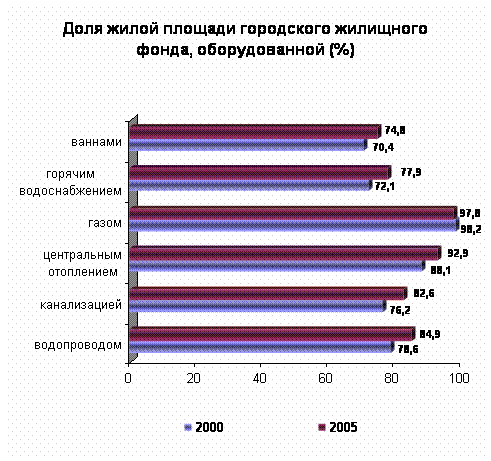 Доля жилой площади городского жилищного
фонда, оборудованной (%)
ваннами
74,8
70,4
горячим
водоснабжением
77,9
72,1
газом
97,8
98,2
центральным
отоплением
92,9
88,1
канализацией
82,6
76,2
водопроводом
84,9
78,6
0 20 40 60 80 100
2000 2005